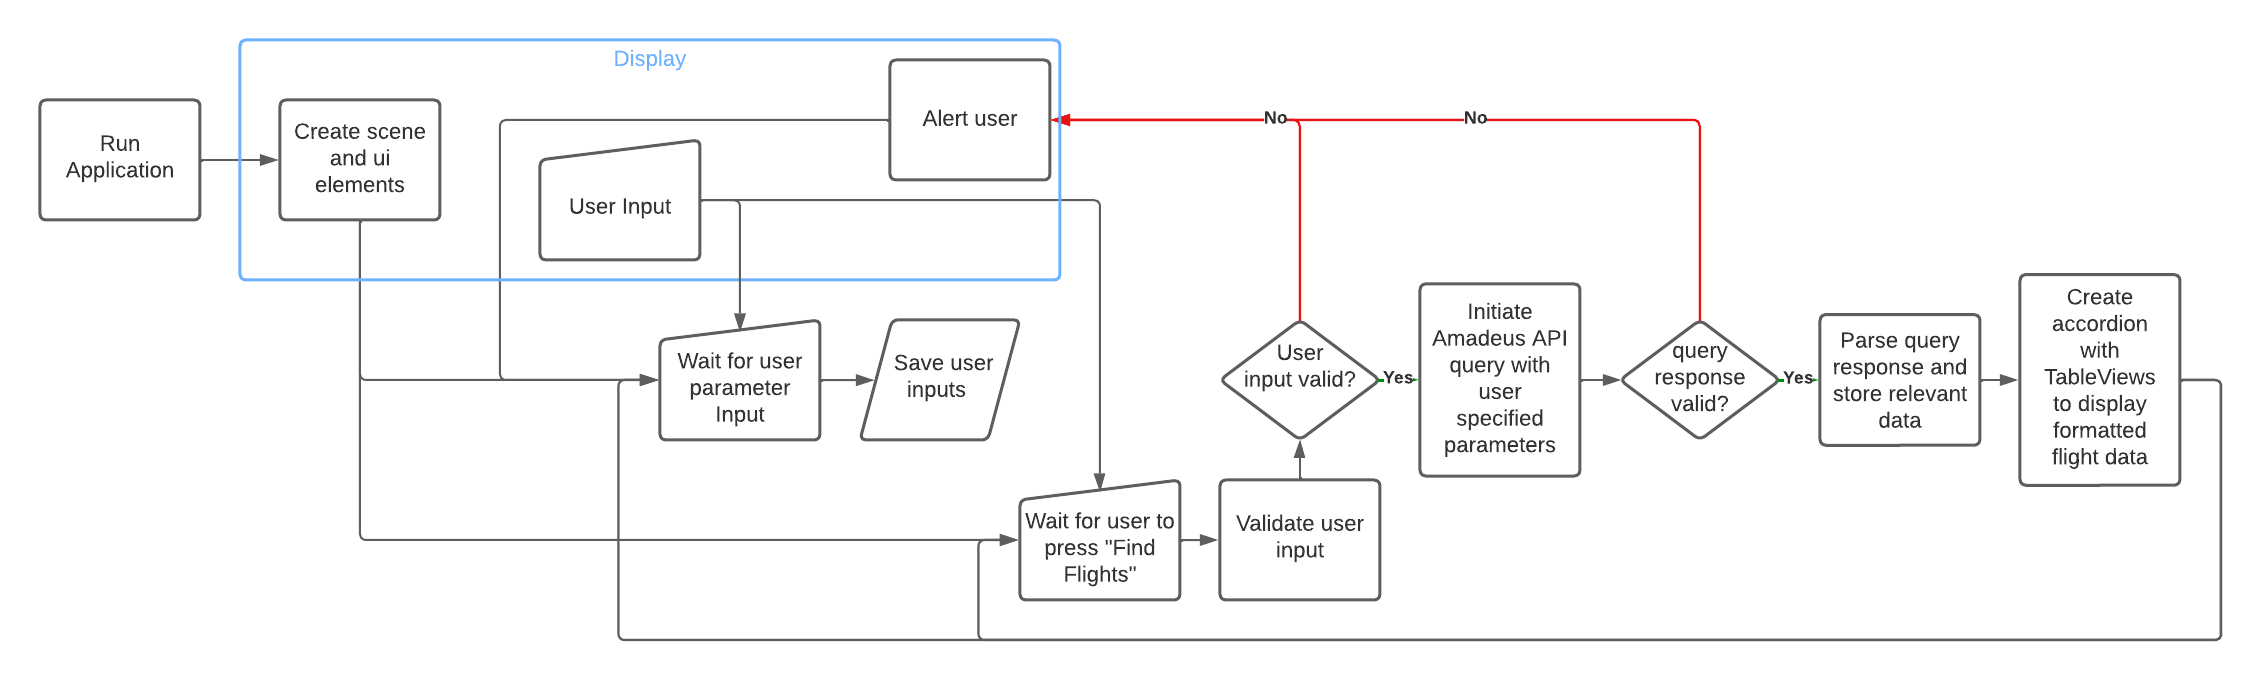 Display
Run
Application
Create scene
and ui
elements
Alert user
User Input
No
No
Wait for user
parameter
Input
Save user
inputs
User
input valid?
Yes
Initiate
Amadeus API
query with
user
specified
parameters
query
response
valid?
Yes
Parse query
response and
store relevant
data
Create
accordion
with
TableViews
to display
formatted
flight data
Wait for user to
press "Find
Flights"
Validate user
input